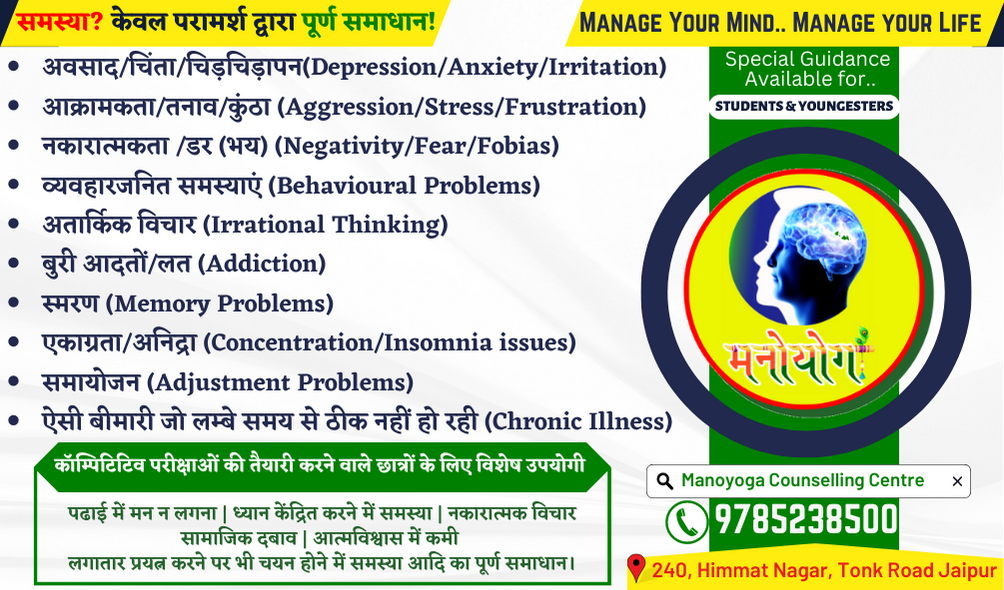 समस्या? केवल परामर्श द्वारा पूर्ण समाधान!
MANAGE YOUR MIND.. MANAGE YOUR LIFE
• अवसाद/चिंता/चिड़चिड़ापन(Depression/Anxiety/Irritation)
• आक्रामकता/तनाव/कुंठा (Aggression/Stress/Frustration)
• नकारात्मकता /डर (भय) (Negativity/Fear/Fobias)
• व्यवहारजनित समस्याएं (Behavioural Problems)
• अतार्किक विचार (Irrational Thinking)
• बुरी आदतों/लत (Addiction)
• स्मरण (Memory Problems)
• एकाग्रता/अनिद्रा (Concentration/Insomnia issues)
• समायोजन (Adjustment Problems)
• ऐसी बीमारी जो लम्बे समय से ठीक नहीं हो रही (Chronic Illness)
कॉम्पिटिटिव परीक्षाओं की तैयारी करने वाले छात्रों के लिए विशेष उपयोगी
पढाई में मन न लगना | ध्यान केंद्रित करने में समस्या | नकारात्मक विचार
सामाजिक दबाव | आत्मविश्वास में कमी
लगातार प्रयत्न करने पर भी चयन होने में समस्या आदि का पूर्ण समाधान।
Special Guidance
Available for..
STUDENTS & YOUNGESTERS
मनोयोग
Manoyoga Counselling Centre
9785238500
240, Himmat Nagar, Tonk Road Jaipur